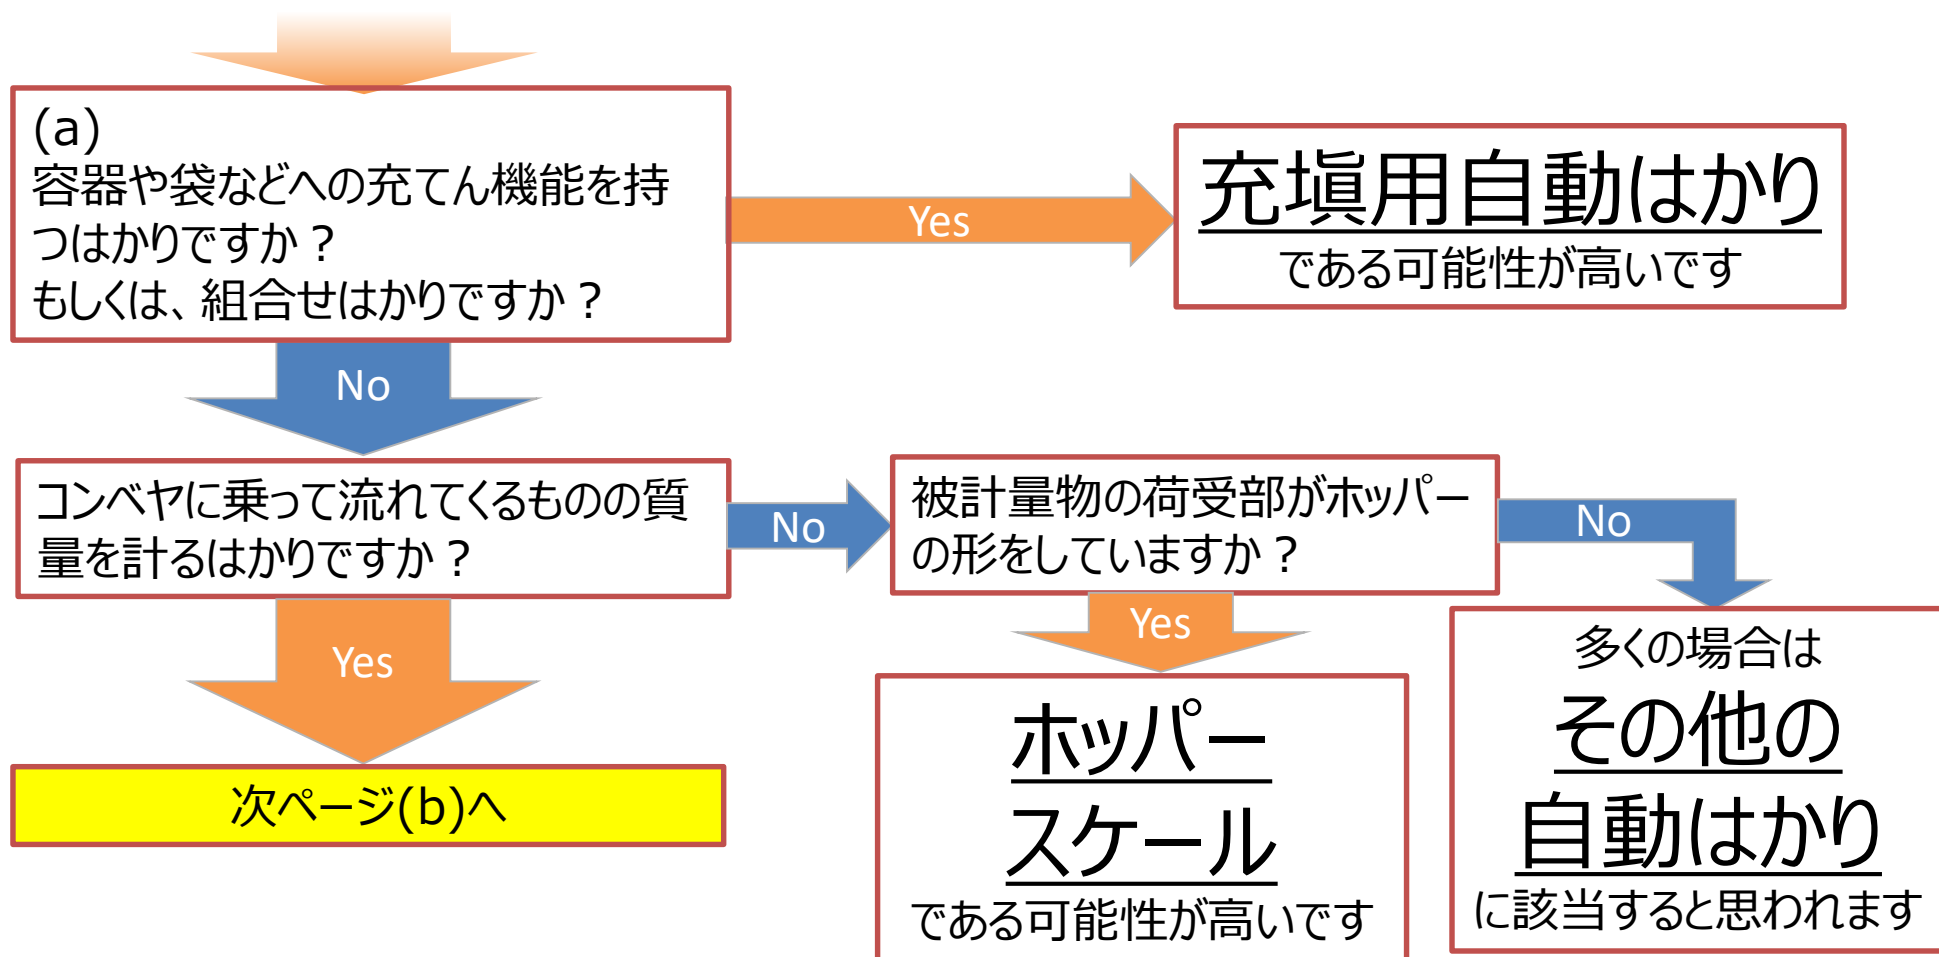 (a)
容器や袋などへの充てん機能を持
つはかりですか？
もしくは、組合せはかりですか？
Yes
充塡用自動はかり
である可能性が高いです
No
コンベヤに乗って流れてくるものの質
量を計るはかりですか？
No
被計量物の荷受部がホッパー
の形をしていますか？
No
Yes
次ページ(b)へ
Yes
ホッパー
スケール
である可能性が高いです
多くの場合は
その他の
自動はかり
に該当すると思われます